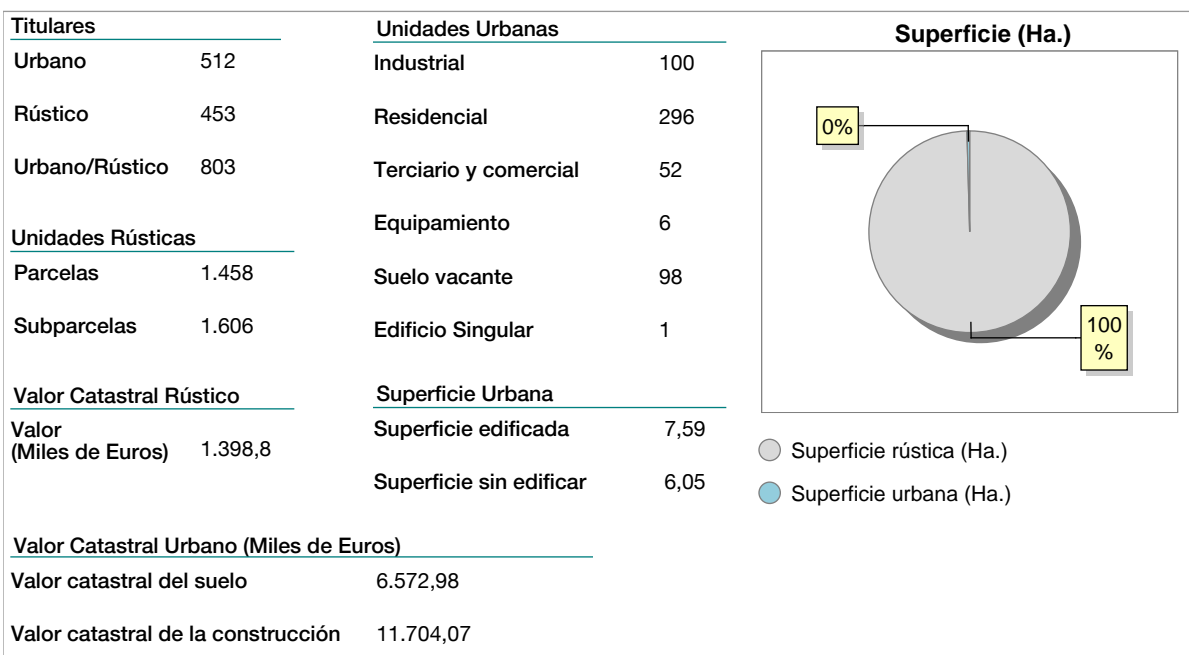 Titulares
Urbano 512
Rústico 453
Urbano/Rústico 803
Unidades Rústicas
Parcelas 1.458
Subparcelas 1.606
Valor Catastral Rústico
Valor
(Miles de Euros) 1.398,8
Unidades Urbanas
Industrial 100
Residencial 296
Terciario y comercial 52
Equipamiento 6
Suelo vacante 98
Edificio Singular 1
Superficie Urbana
Superficie edificada 7,59
Superficie sin edificar 6,05
Valor Catastral Urbano (Miles de Euros)
Valor catastral del suelo 6.572,98
Valor catastral de la construcción 11.704,07
Superficie (Ha.)
0%
100
%
Superficie rústica (Ha.)
Superficie urbana (Ha.)